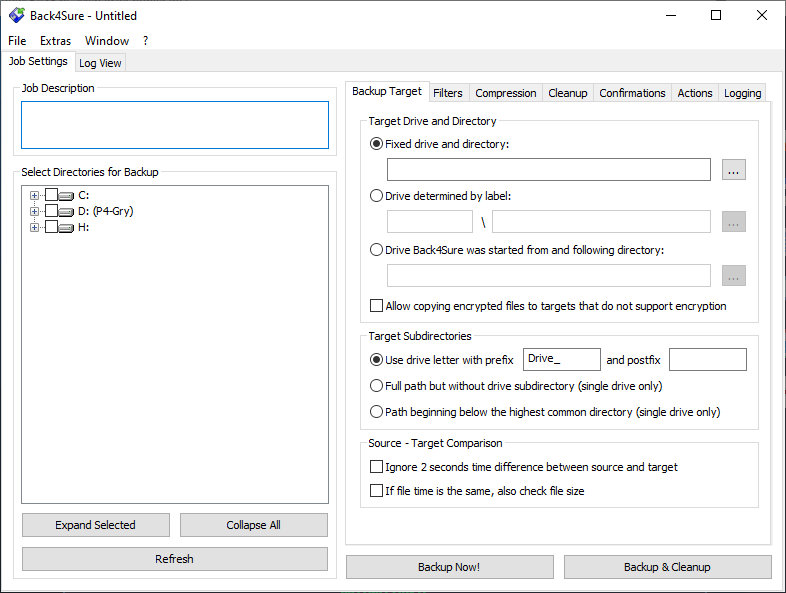 Back4Sure - Untitled
File Extras Window ?
Job Settings Log View
Job Description
Select Directories for Backup
C:
D: (P4-Gry)
H:
Expand Selected Collapse All
Refresh
Backup Target Filters Compression Cleanup Confirmations Actions Logging
Target Drive and Directory
Fixed drive and directory:
...
Drive determined by label:
\ ...
Drive Back4Sure was started from and following directory:
...
Allow copying encrypted files to targets that do not support encryption
Target Subdirectories
Use drive letter with prefix Drive_ and postfix
Full path but without drive subdirectory (single drive only)
Path beginning below the highest common directory (single drive only)
Source - Target Comparison
Ignore 2 seconds time difference between source and target
If file time is the same, also check file size
Backup Now! Backup & Cleanup